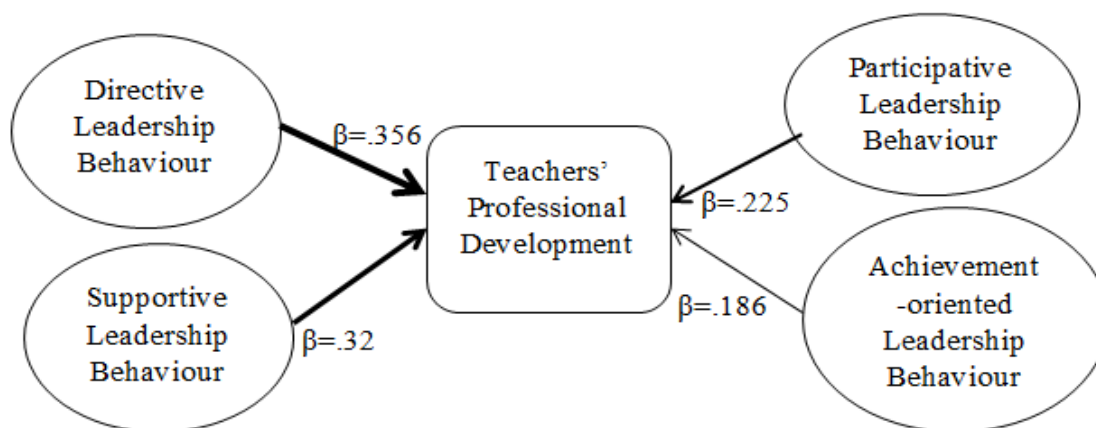 Directive
Leadership
Behaviour
β=.356
Supportive
Leadership
Behaviour
β=.32
Teachers’
Professional
Development
Participative
Leadership
Behaviour
β=.225
Achievement
-oriented
Leadership
Behaviour
β=.186